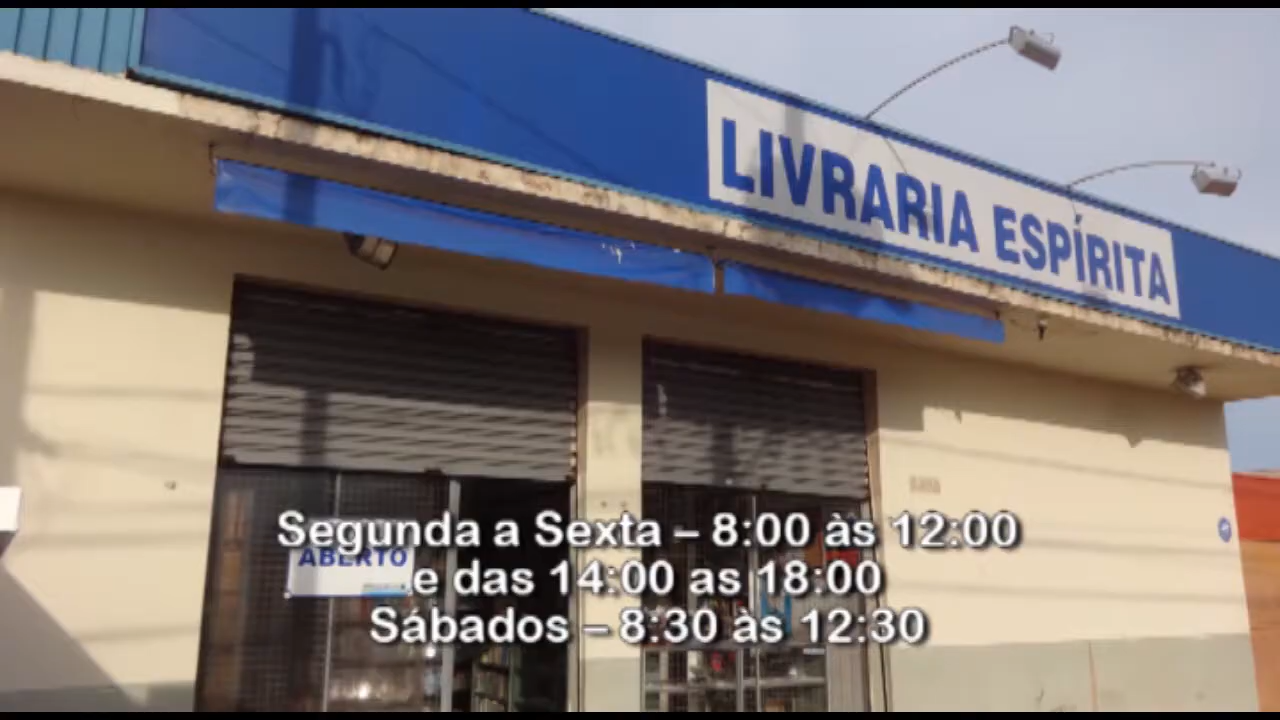 LIVRARIA ESPÍRITA
Segunda a Sexta – 8:00 às 12:00
ABERTO
e das 14:00 as 18:00
Sábados – 8:30 às 12:30